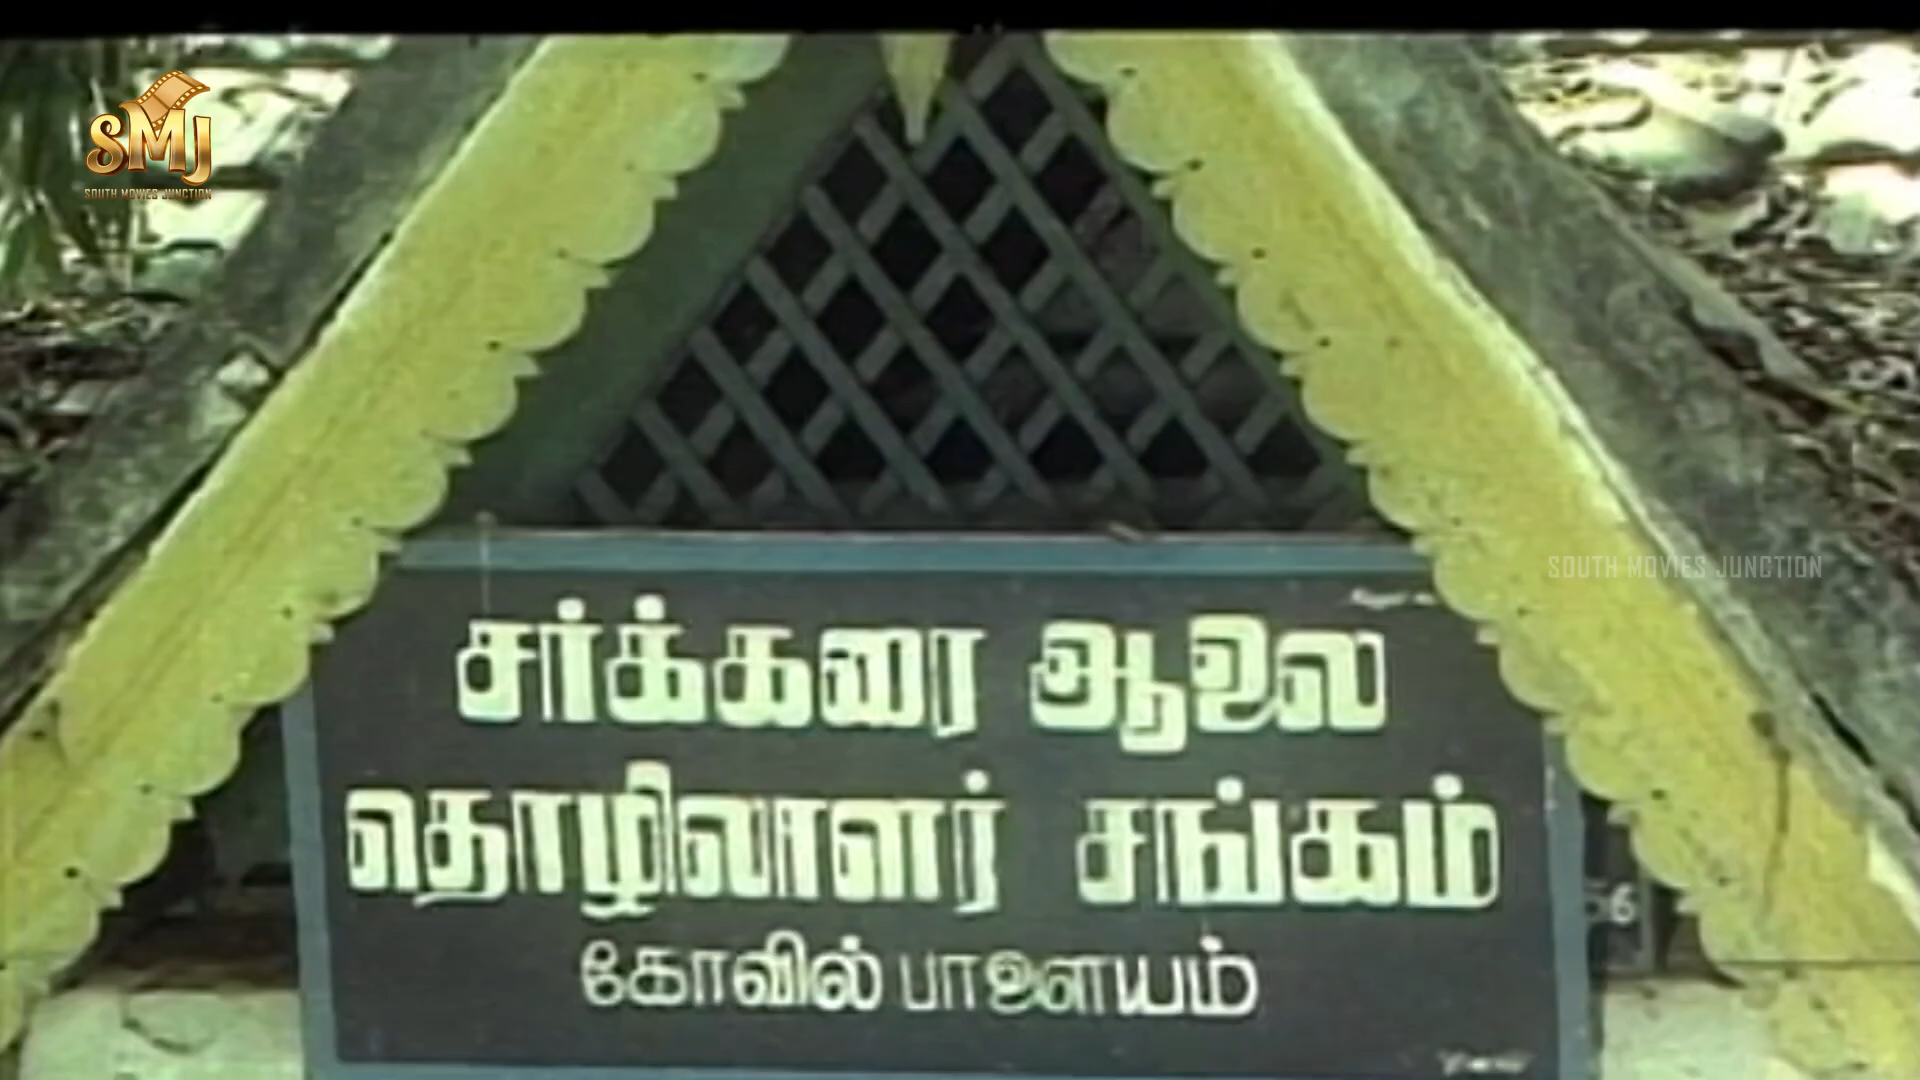 SMJ
SOUTH MOVIES JUNCTION
SOUTH MOVIES JUNCTION
சர்க்கரை ஆலை
தொழிலாளர் சங்கம்
கோவில் பாளையம்